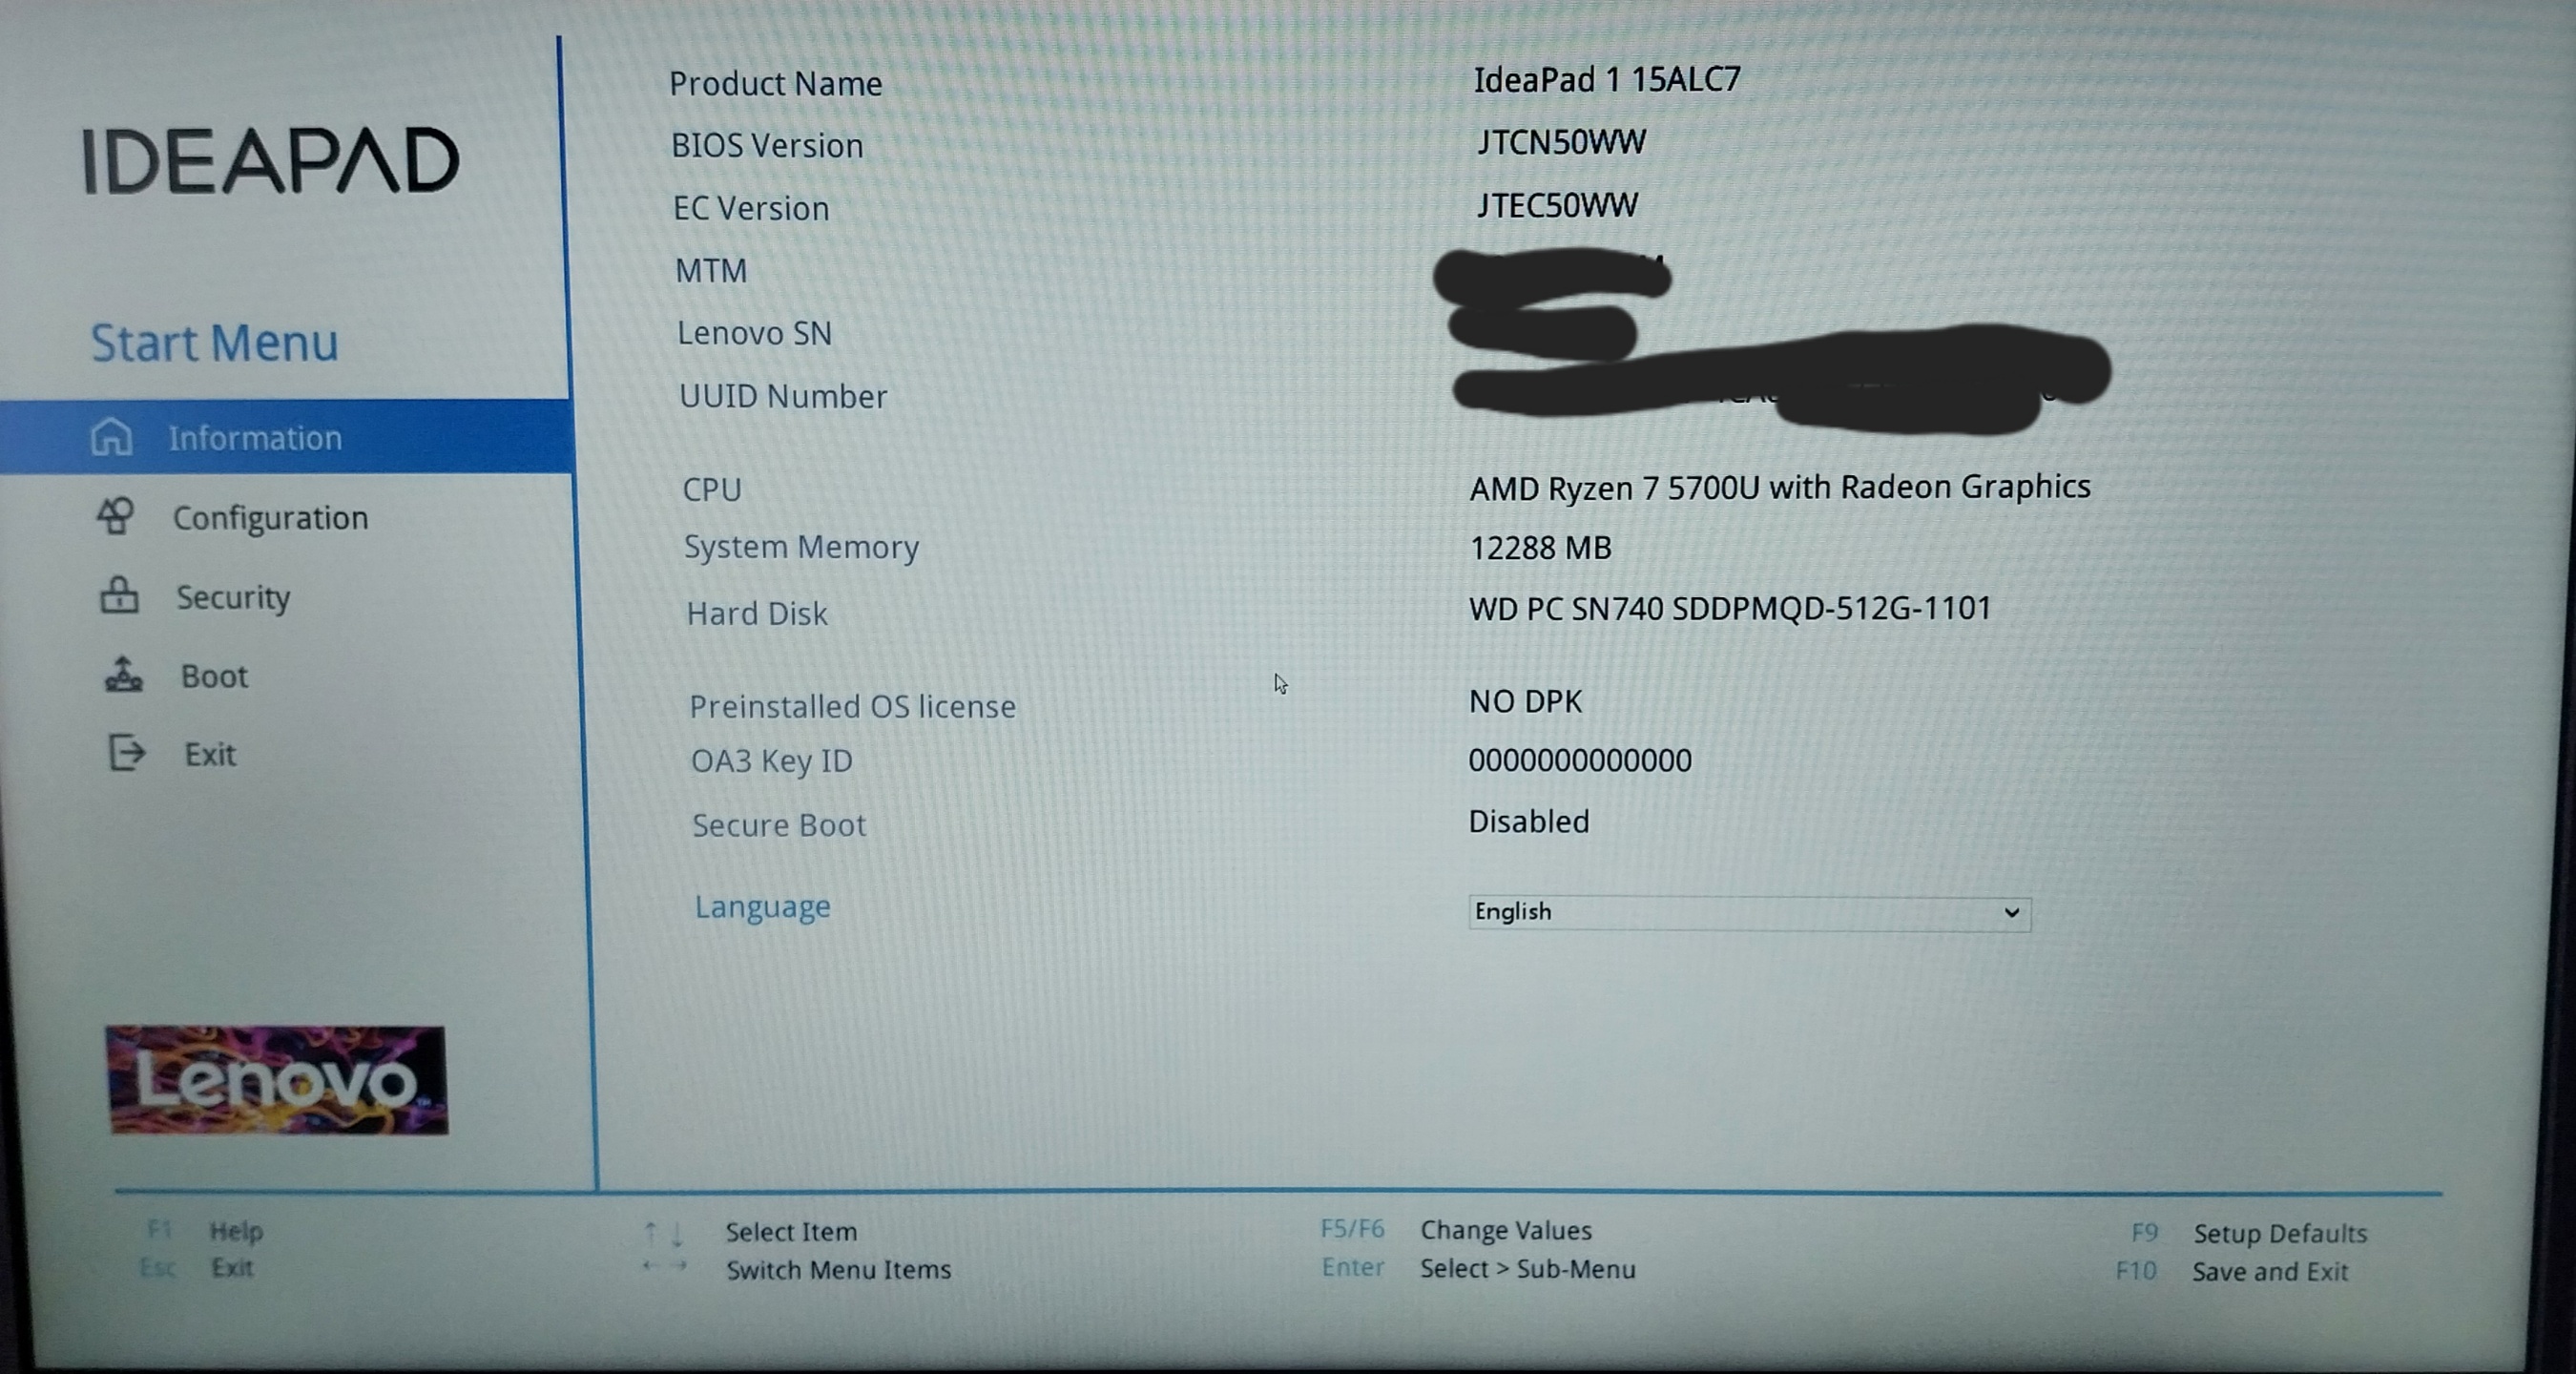 IDEAPAD
Start Menu
Information
Configuration
Security
Boot
Exit
Lenovo
Product Name IdeaPad 1 15ALC7
BIOS Version JTCN50WW
EC Version JTEC50WW
MTM
Lenovo SN
UUID Number
CPU AMD Ryzen 7 5700U with Radeon Graphics
System Memory 12288 MB
Hard Disk WD PC SN740 SDDPMQD-512G-1101
Preinstalled OS license NO DPK
OA3 Key ID 0000000000000
Secure Boot Disabled
Language English
F1 Help ↑ ↓ Select Item F5/F6 Change Values F9 Setup Defaults
Esc Exit ← → Switch Menu Items Enter Select > Sub-Menu F10 Save and Exit